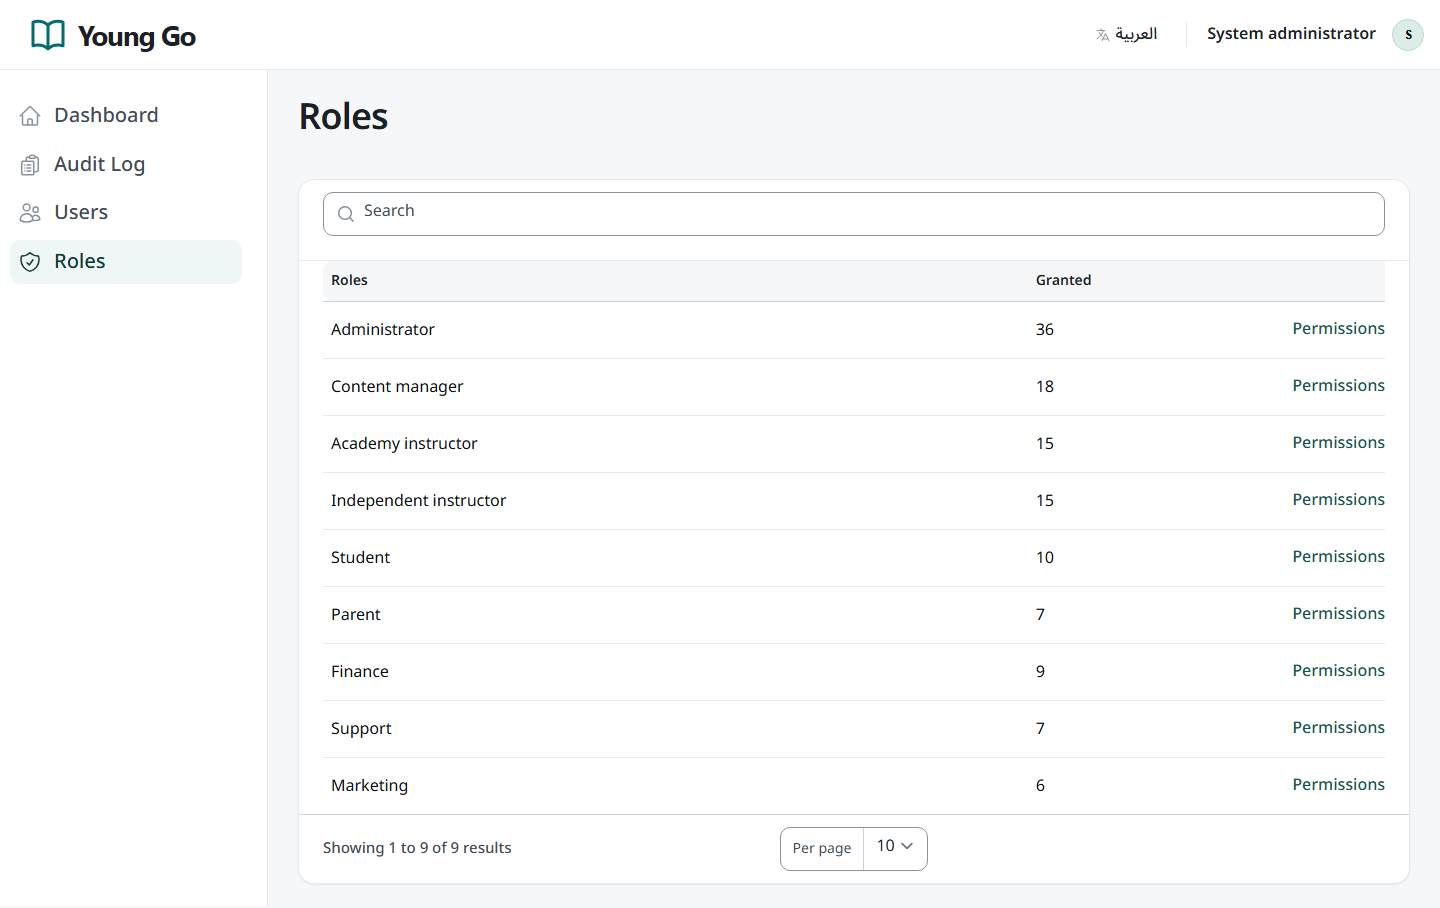 Young Go
العربية
System administrator
S
Dashboard
Audit Log
Users
Roles
Roles
Search
Roles Granted
Administrator 36 Permissions
Content manager 18 Permissions
Academy instructor 15 Permissions
Independent instructor 15 Permissions
Student 10 Permissions
Parent 7 Permissions
Finance 9 Permissions
Support 7 Permissions
Marketing 6 Permissions
Showing 1 to 9 of 9 results
Per page 10